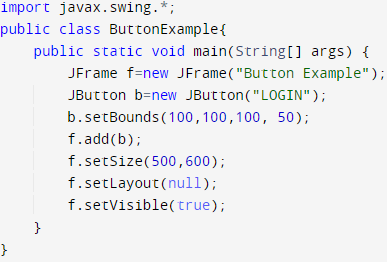 import javax.swing.*;
public class ButtonExample{
    public static void main(String[] args) {
        JFrame f=new JFrame("Button Example");
        JButton b=new JButton("LOGIN");
        b.setBounds(100,100,100, 50);
        f.add(b);
        f.setSize(500,600);
        f.setLayout(null);
        f.setVisible(true);
    }
}